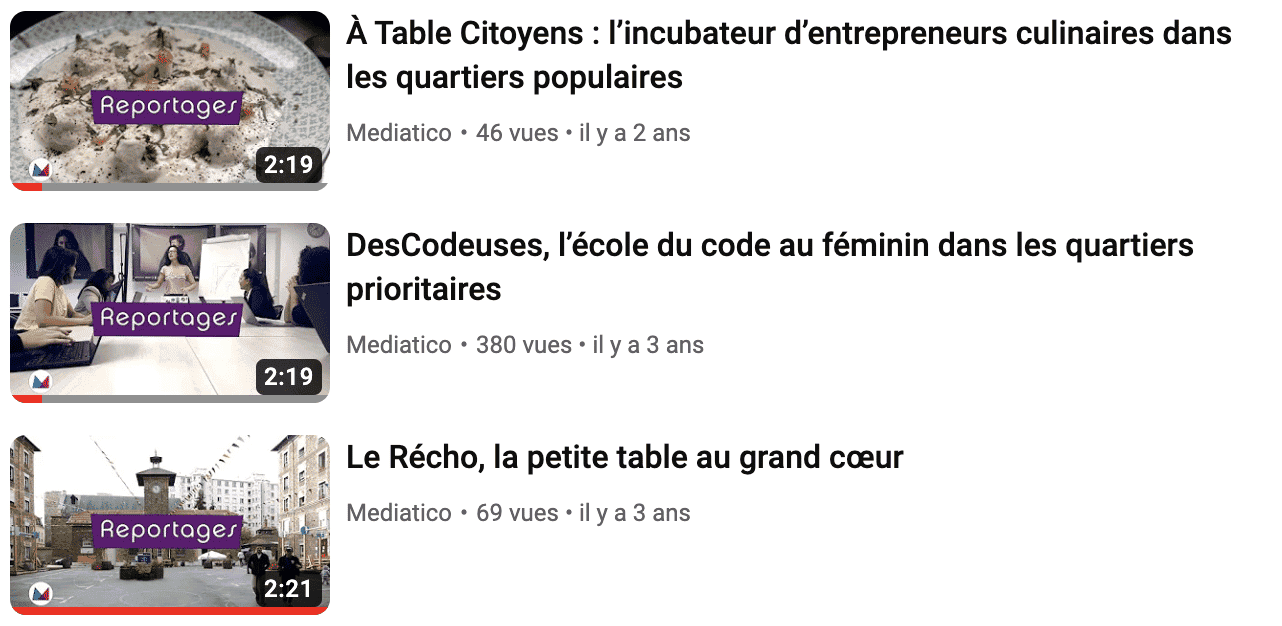 À Table Citoyens : l’incubateur d’entrepreneurs culinaires dans
les quartiers populaires
Mediatico • 46 vues • il y a 2 ans
Reportages
2:19
DesCodeuses, l’école du code au féminin dans les quartiers
prioritaires
Mediatico • 380 vues • il y a 3 ans
Reportages
2:19
Le Récho, la petite table au grand cœur
Mediatico • 69 vues • il y a 3 ans
Reportages
2:21